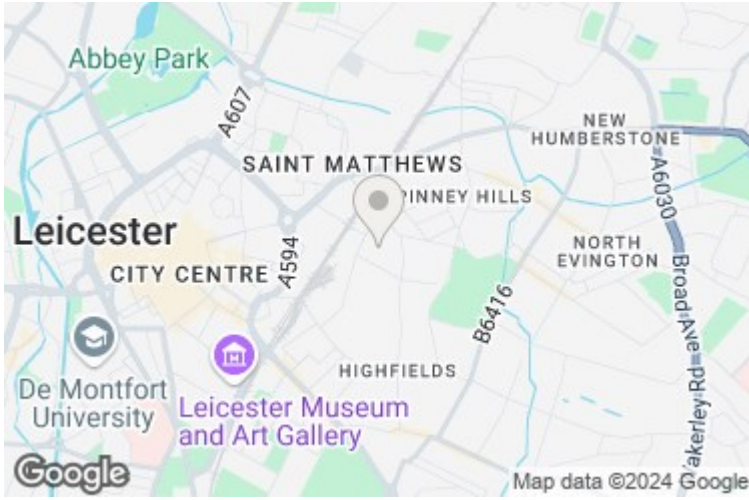 Abbey Park
A607
NEW
HUMBERSTONE
SAINT MATTHEWS
A6030
PINNEY HILLS
Leicester
A594
NORTH
EVINGTON
CITY CENTRE
Broad Ave
B6416
HIGHFIELDS
De Montfort
University
Leicester Museum
and Art Gallery
akerley Rd
Google
Map data ©2024 Google